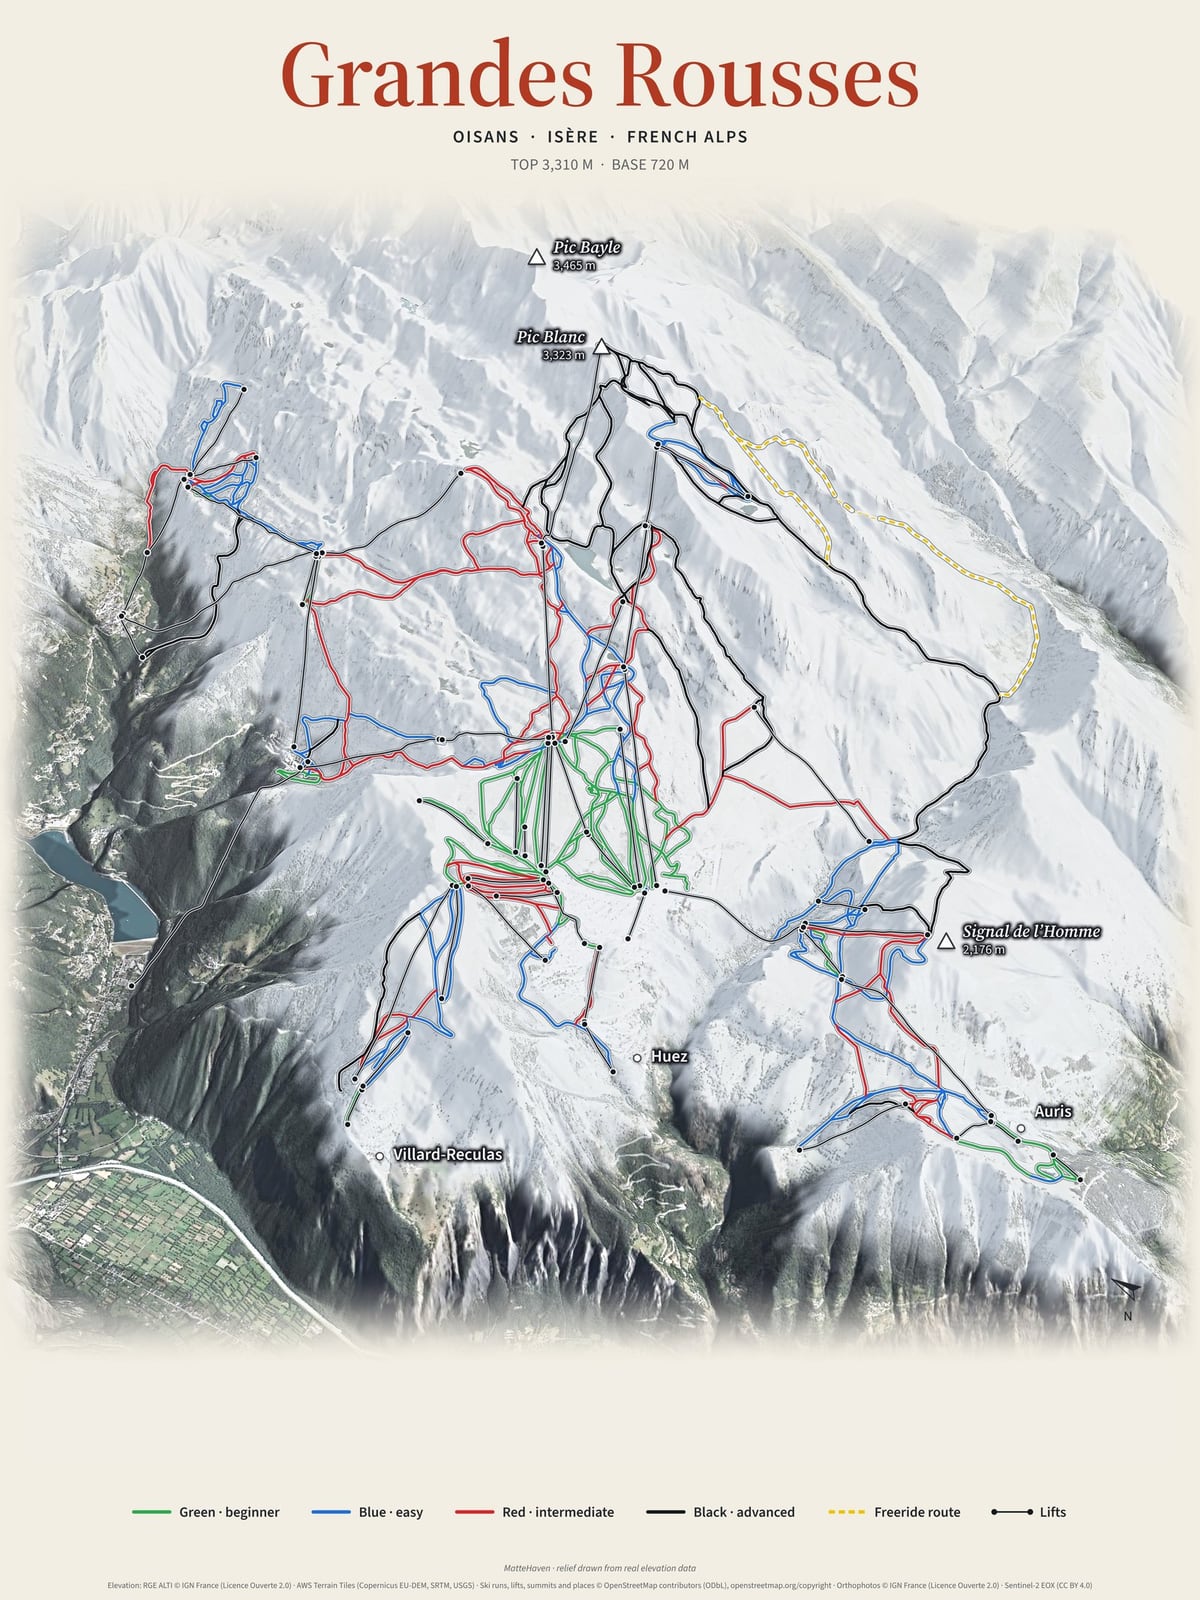 Grandes Rousses
OISANS · ISÈRE · FRENCH ALPS
TOP 3,310 M · BASE 720 M
Pic Bayle
3,465 m
Pic Blanc
3,323 m
Signal de l'Homme
2,176 m
Huez
Auris
Villard-Reculas
N
Green · beginner
Blue · easy
Red · intermediate
Black · advanced
Freeride route
Lifts
MatteHaven · relief drawn from real elevation data
Elevation: RGE ALTI © IGN France (Licence Ouverte 2.0) · AWS Terrain Tiles (Copernicus EU-DEM, SRTM, USGS) · Ski runs, lifts, summits and places © OpenStreetMap contributors (ODbL), openstreetmap.org/copyright · Orthophotos © IGN France (Licence Ouverte 2.0) · Sentinel-2 EOX (CC BY 4.0)